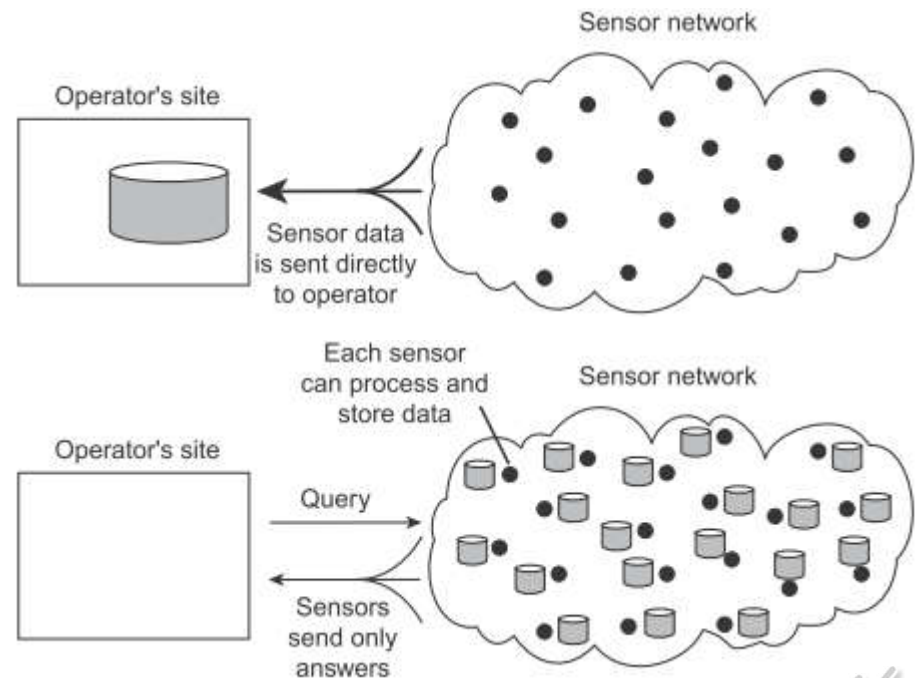 Sensor network
Operator's site
Sensor data
is sent directly
to operator
Each sensor
can process and
store data
Sensor network
Operator's site
Query
Sensors
send only
answers